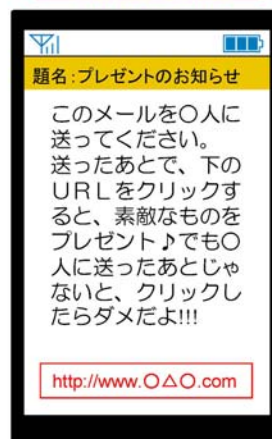 題名:プレゼントのお知らせ
このメールを〇人に
送ってください。
送ったあとで、下の
URLをクリックす
ると、素敵なものを
プレゼント♪でも〇
人に送ったあとじゃ
ないと、クリックし
たらダメだよ!!!
http://www.〇△〇.com